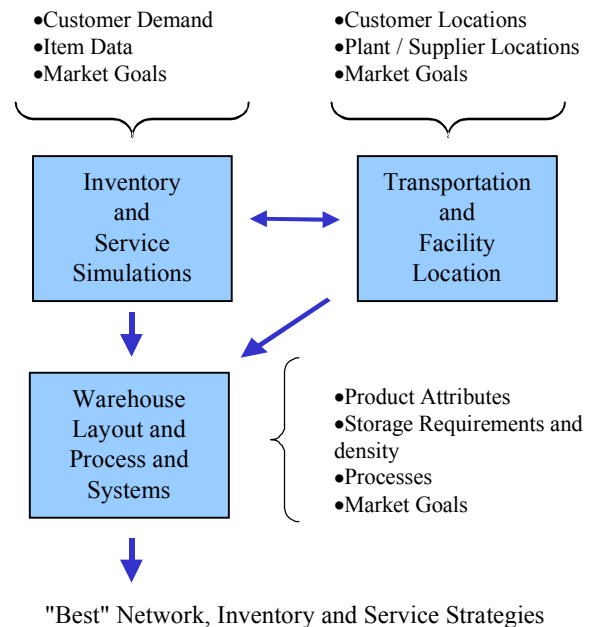 •Customer Demand
•Item Data
•Market Goals
•Customer Locations
•Plant / Supplier Locations
•Market Goals
Inventory
and
Service
Simulations
Transportation
and
Facility
Location
Warehouse
Layout and
Process and
Systems
•Product Attributes
•Storage Requirements and
density
•Processes
•Market Goals
"Best" Network, Inventory and Service Strategies